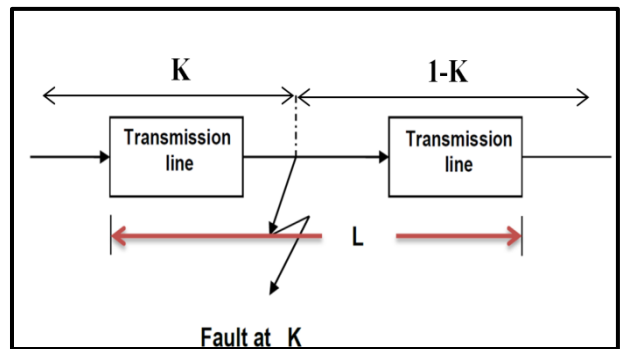 K
1-K
Transmission
line
Transmission
line
L
Fault at K